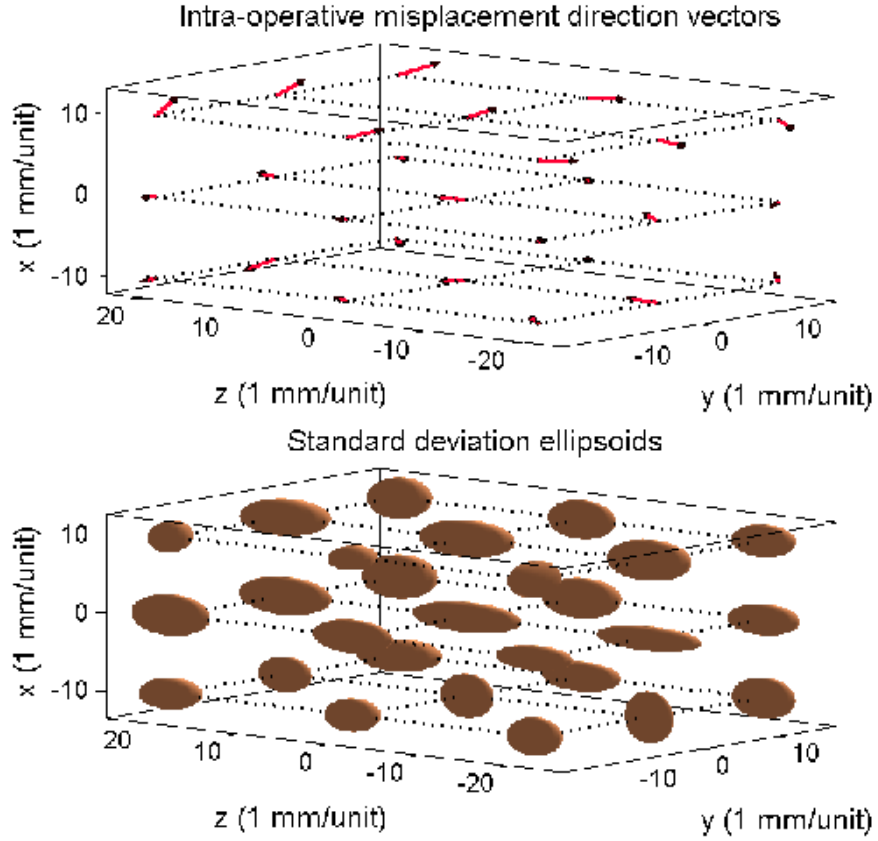 Intra-operative misplacement direction vectors
x (1 mm/unit)
10
0
-10
20
10
0
-10
-20
z (1 mm/unit)
-10
0
10
y (1 mm/unit)
Standard deviation ellipsoids
x (1 mm/unit)
10
0
-10
20
10
0
-10
-20
z (1 mm/unit)
-10
0
10
y (1 mm/unit)